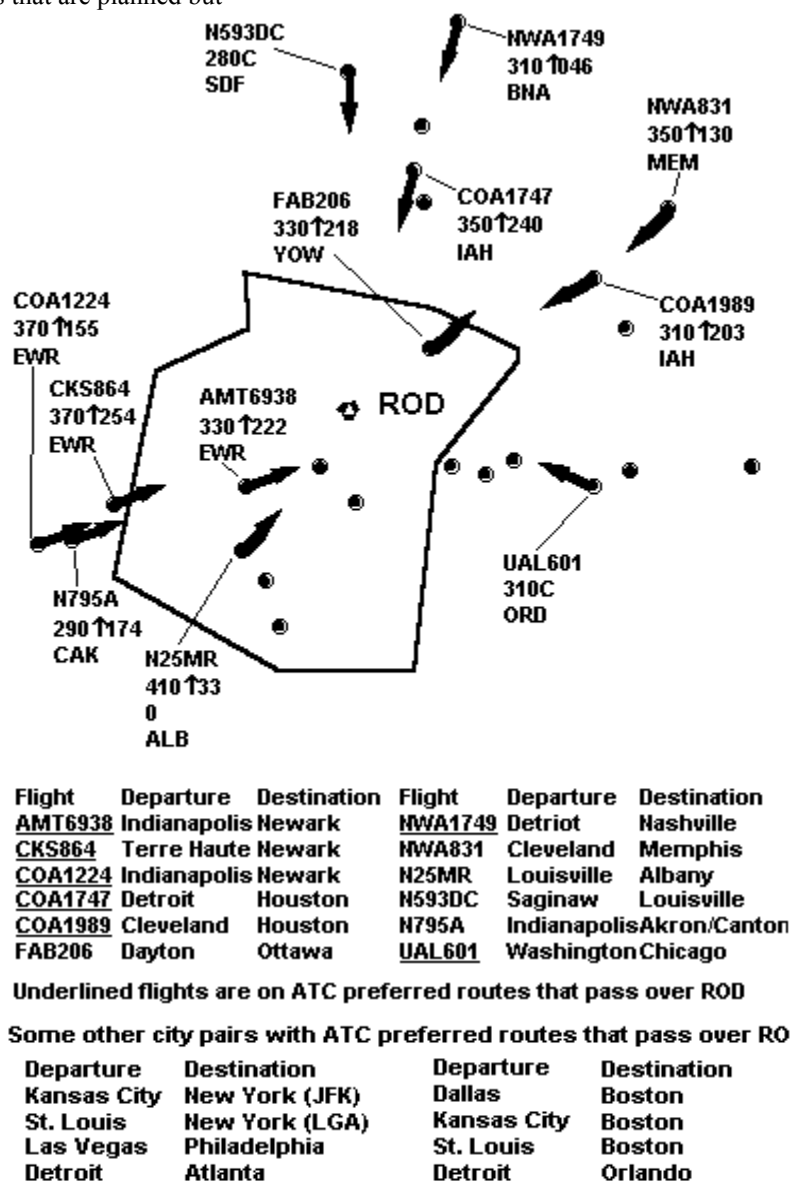 s that are planned but
N593DC
280C
SDF
NWA1749
310↑046
BNA
NWA831
350↑130
MEM
FAB206
330↑218
YOW
COA1747
350↑240
IAH
COA1224
370↑155
EWR
COA1989
310↑203
IAH
CKS864
370↑254
EWR
AMT6938
330↑222
EWR
ROD
UAL601
310C
ORD
N795A
290↑174
CAK
N25MR
410↑33
0
ALB
Flight Departure Destination Flight Departure Destination
AMT6938 Indianapolis Newark NWA1749 Detriot Nashville
CKS864 Terre Haute Newark NWA831 Cleveland Memphis
COA1224 Indianapolis Newark N25MR Louisville Albany
COA1747 Detroit Houston N593DC Saginaw Louisville
COA1989 Cleveland Houston N795A Indianapolis Akron/Canton
FAB206 Dayton Ottawa UAL601 Washington Chicago
Underlined flights are on ATC preferred routes that pass over ROD
Some other city pairs with ATC preferred routes that pass over RO
Departure Destination Departure Destination
Kansas City New York (JFK) Dallas Boston
St. Louis New York (LGA) Kansas City Boston
Las Vegas Philadelphia St. Louis Boston
Detroit Atlanta Detroit Orlando